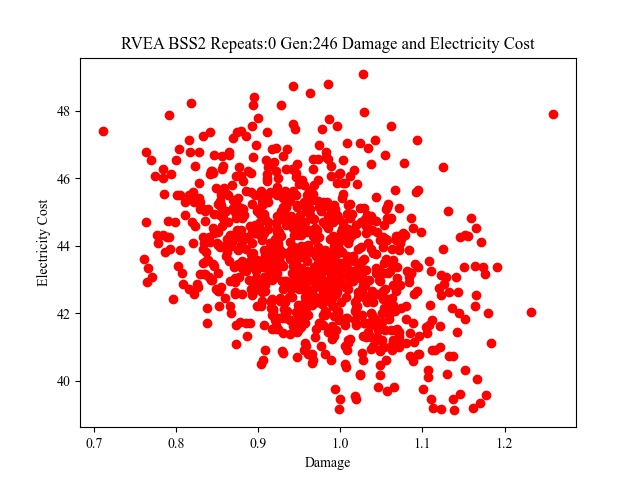 RVEA BSS2 Repeats:0 Gen:246 Damage and Electricity Cost
48
46
44
42
40
Electricity Cost
0.7 0.8 0.9 1.0 1.1 1.2
Damage